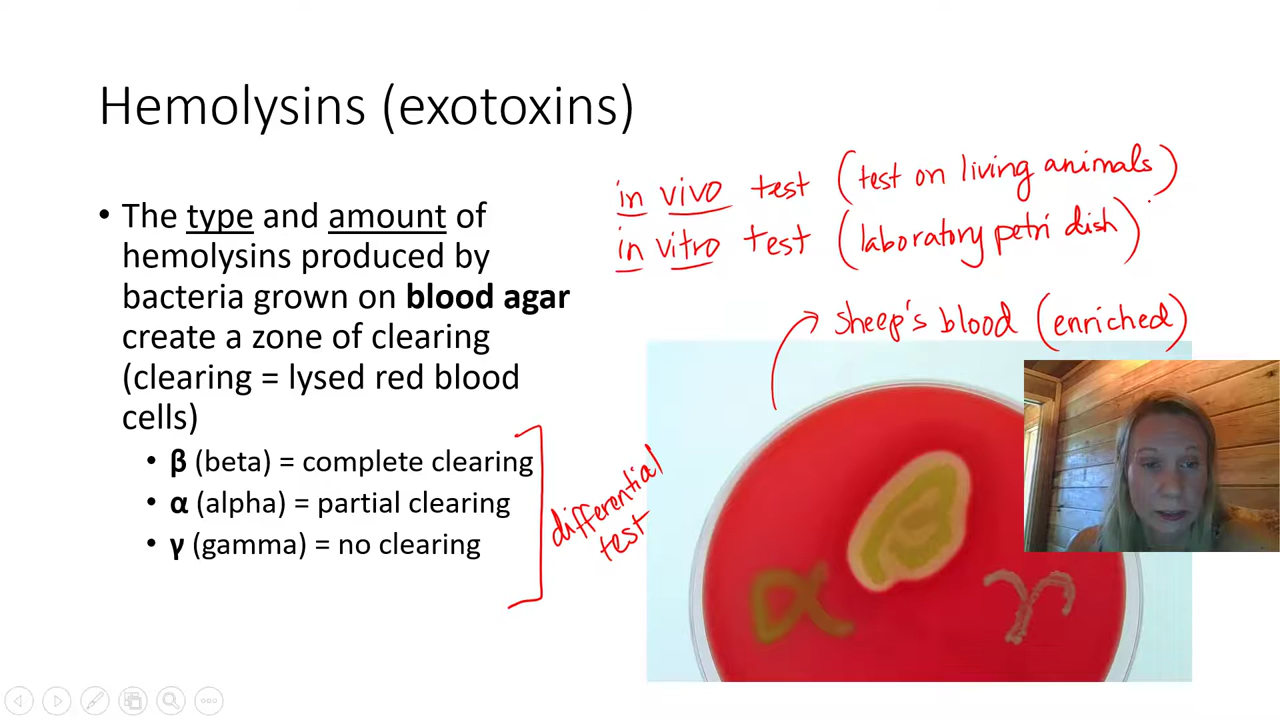 Hemolysins (exotoxins)
• The type and amount of
hemolysins produced by
bacteria grown on blood agar
create a zone of clearing
(clearing = lysed red blood
cells)
• β (beta) = complete clearing
• α (alpha) = partial clearing
• γ (gamma) = no clearing
differential
test
in vivo test (test on living animals)
in vitro test (laboratory petri dish)
sheep's blood (enriched)
β
α
γ